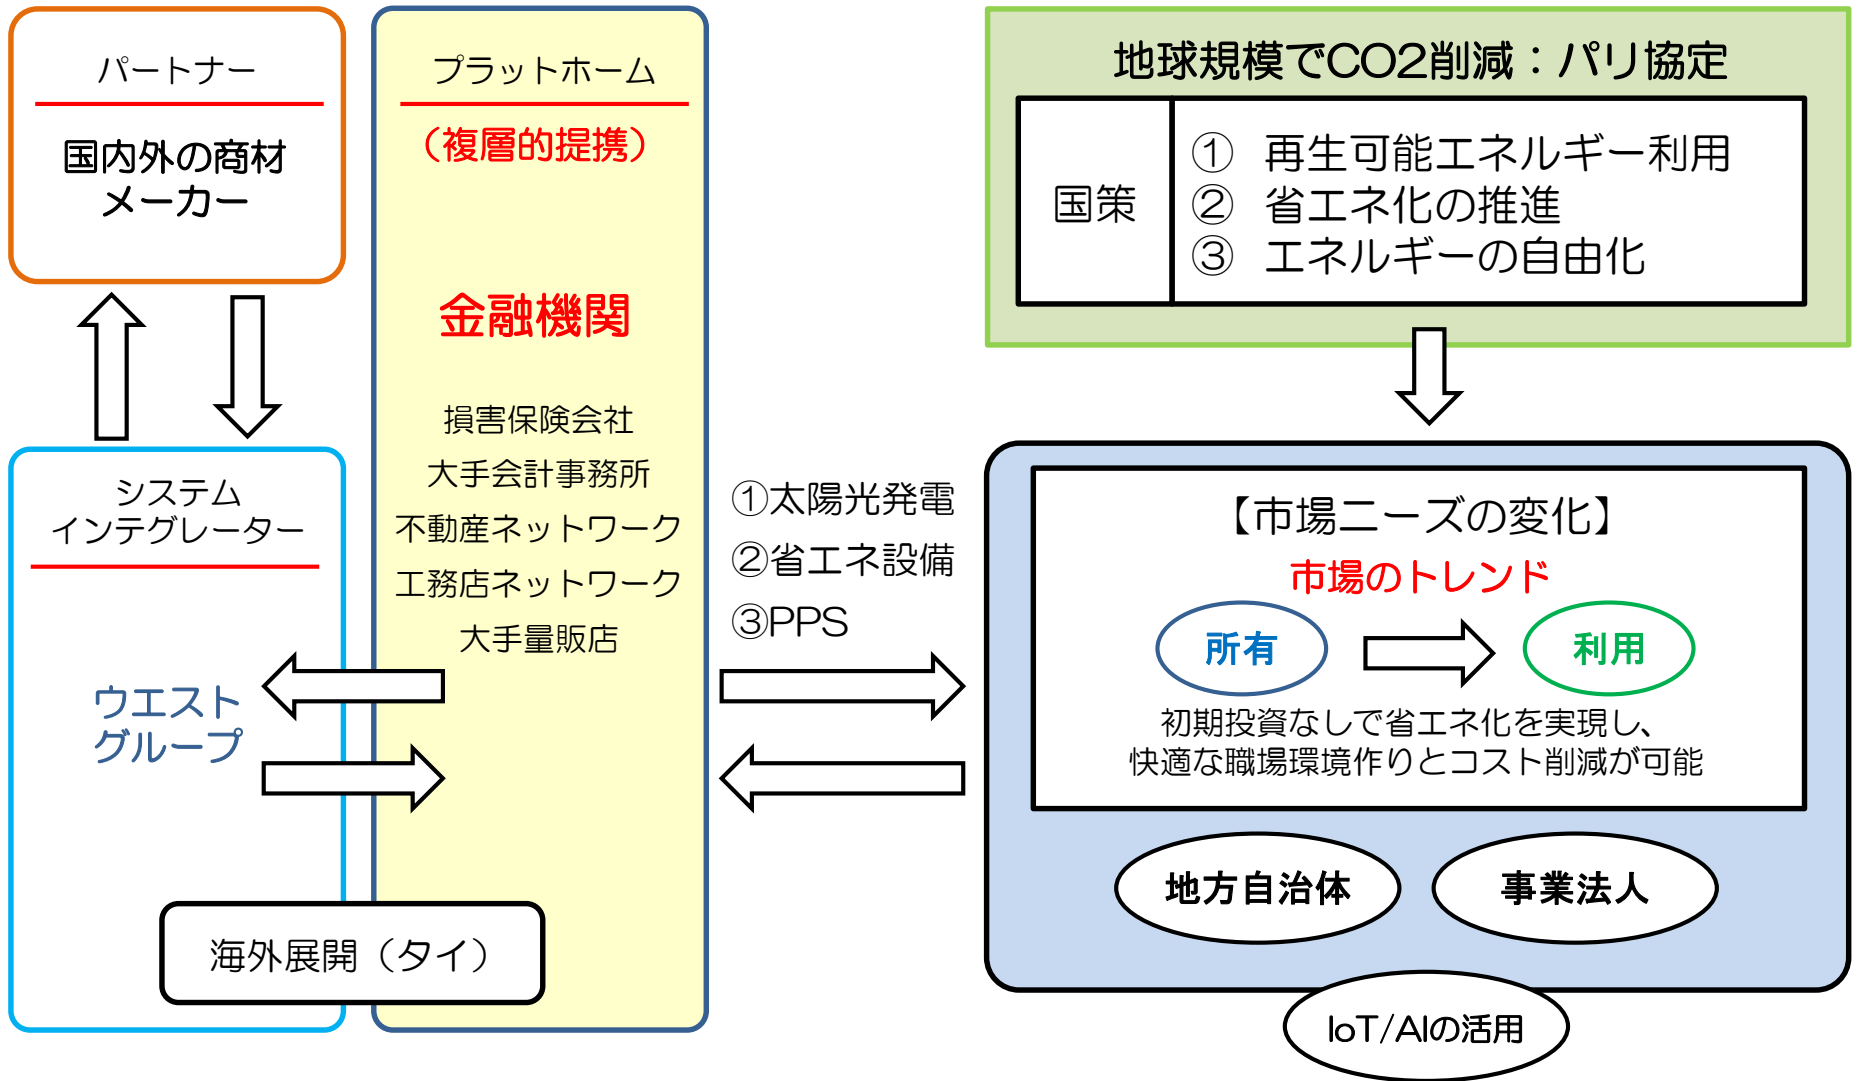 パートナー
国内外の商材
メーカー
システム
インテグレーター
ウエスト
グループ
プラットホーム
(複層的提携)
金融機関
損害保険会社
大手会計事務所
不動産ネットワーク
工務店ネットワーク
大手量販店
海外展開(タイ)
①太陽光発電
②省エネ設備
③PPS
地球規模でCO2削減：パリ協定
国策
① 再生可能エネルギー利用
② 省エネ化の推進
③ エネルギーの自由化
【市場ニーズの変化】
市場のトレンド
所有
利用
初期投資なしで省エネ化を実現し、
快適な職場環境作りとコスト削減が可能
地方自治体
事業法人
IoT/AIの活用